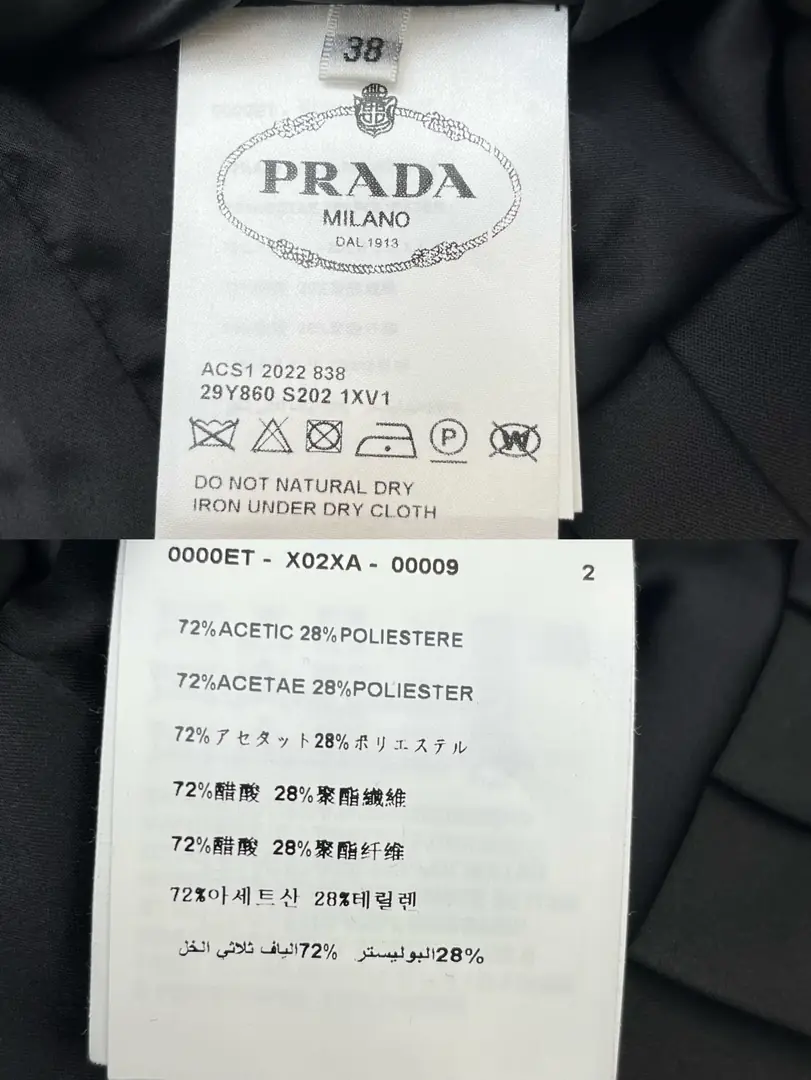 38
PRADA
MILANO
DAL 1913
ACS1 2022 838
29Y860 S202 1XV1
P
W
DO NOT NATURAL DRY
IRON UNDER DRY CLOTH
0000ET - X02XA - 00009
2
72%ACETIC 28%POLIESTERE
72%ACETAE 28%POLIESTER
72%アセタット28%ポリエステル
72%醋酸 28%聚酯纖維
72%醋酸 28%聚酯纤维
72%아세트산 28%테릴렌
28%البوليستر 72%الياف ثلاثي الخل